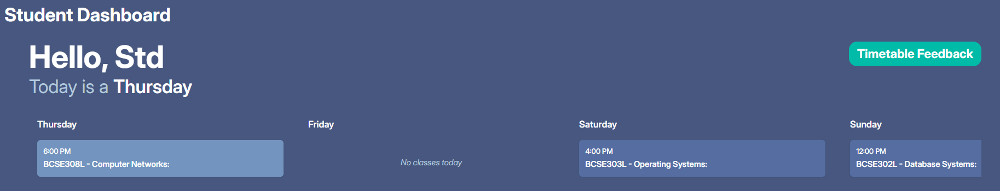 Student Dashboard
Hello, Std
Timetable Feedback
Today is a Thursday
Thursday
6:00 PM
BCSE308L - Computer Networks:
Friday
No classes today
Saturday
4:00 PM
BCSE303L - Operating Systems:
Sunday
12:00 PM
BCSE302L - Database Systems: